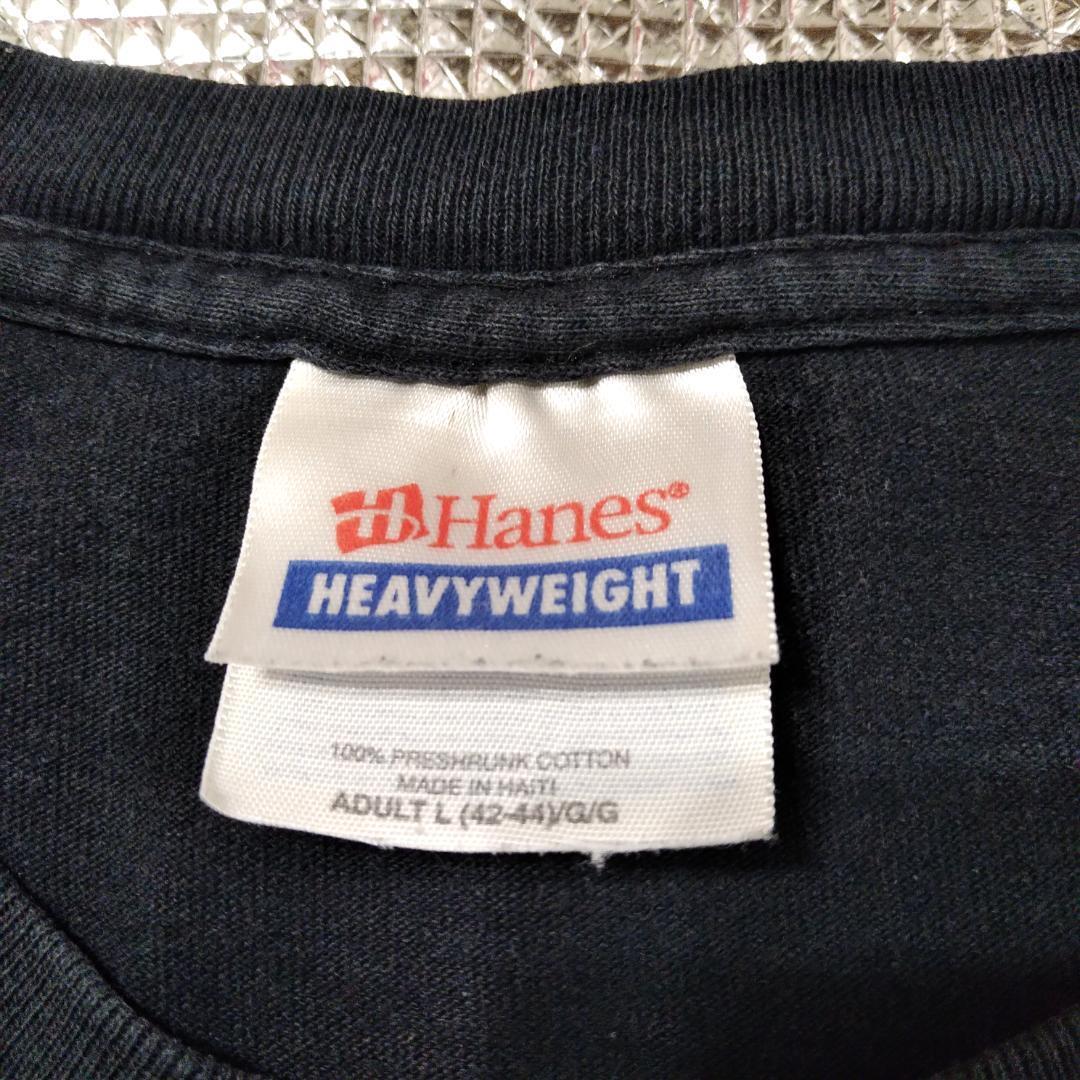 H Hanes®
HEAVYWEIGHT
100% PRESHRUNK COTTON
MADE IN HAITI
ADULT L (42-44)/G/G